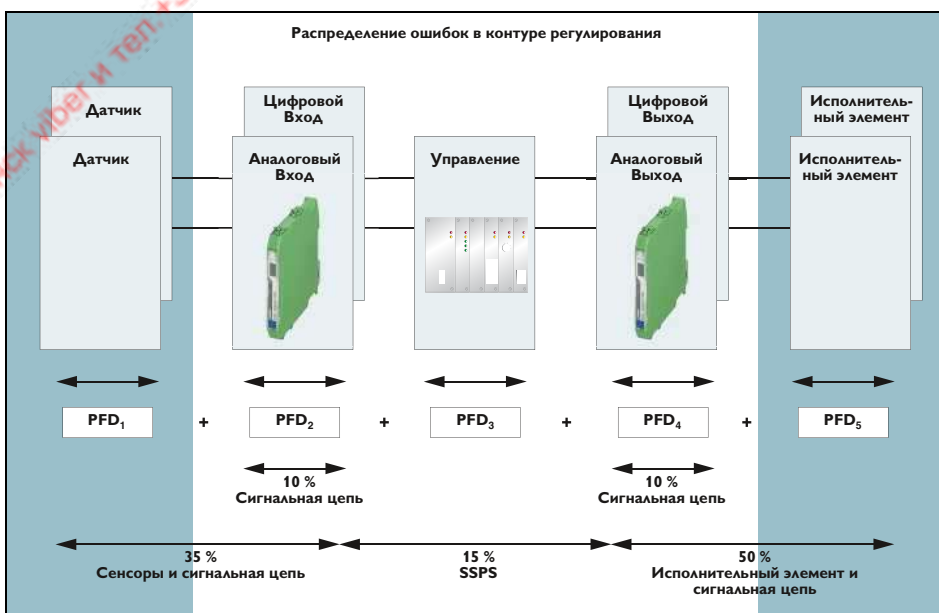 Распределение ошибок в контуре регулирования
Датчик
Цифровой
Вход
Цифровой
Выход
Исполнитель-
ный элемент
Датчик
Аналоговый
Вход
Управление
Аналоговый
Выход
Исполнитель-
ный элемент
PFD₁ + PFD₂ + PFD₃ + PFD₄ + PFD₅
10 %
Сигнальная цепь
10 %
Сигнальная цепь
35 %
Сенсоры и сигнальная цепь
15 %
SSPS
50 %
Исполнительный элемент и
сигнальная цепь
viber и тел.